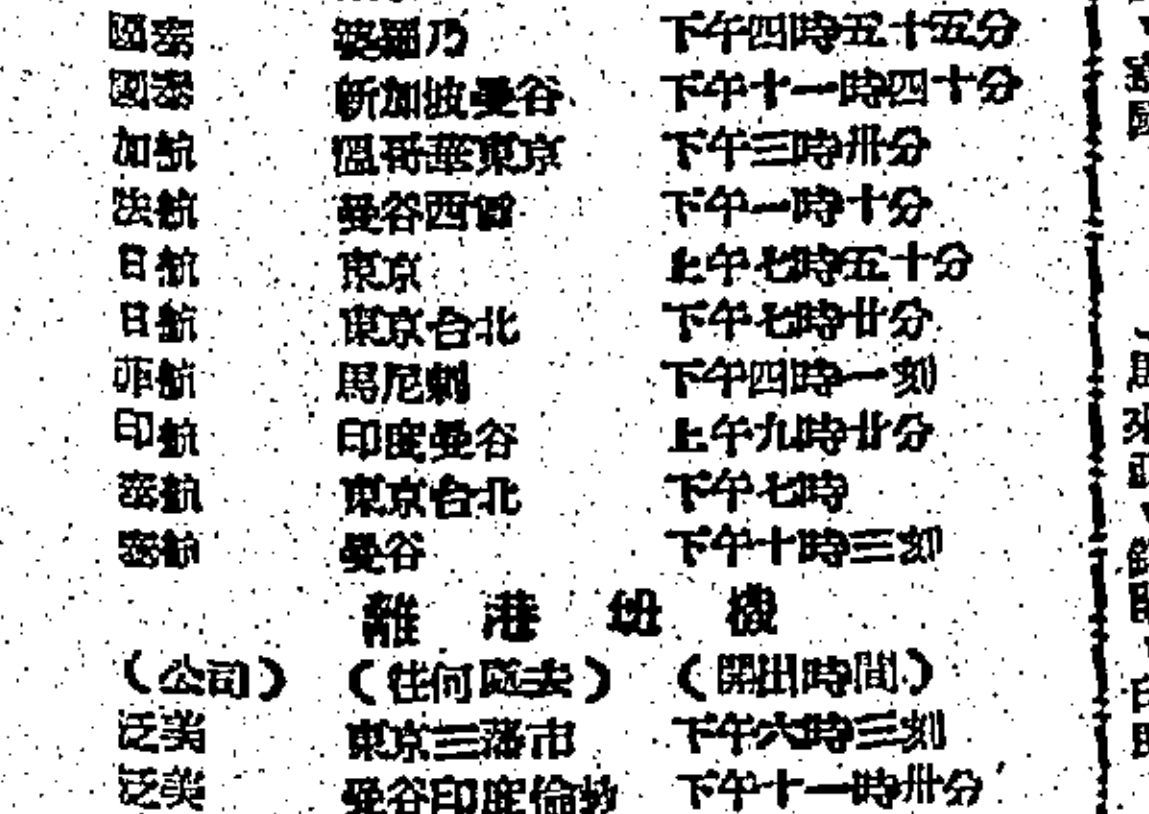 國泰 婆羅乃 下午四時五十五分
國泰 新加坡曼谷 下午十一時四十分
加航 溫哥華東京 下午三時卅分
法航 曼谷西貢 下午一時十分
日航 東京 上午七時五十分
日航 東京台北 下午七時廿分
菲航 馬尼剌 下午四時一刻
印航 印度曼谷 上午九時廿分
泰航 東京台北 下午七時
泰航 曼谷 下午十時三刻
離港班機
（公司） （往何處去） （開出時間）
泛美 東京三藩市 下午六時三刻
泛美 曼谷印度倫敦 下午十一時卅分